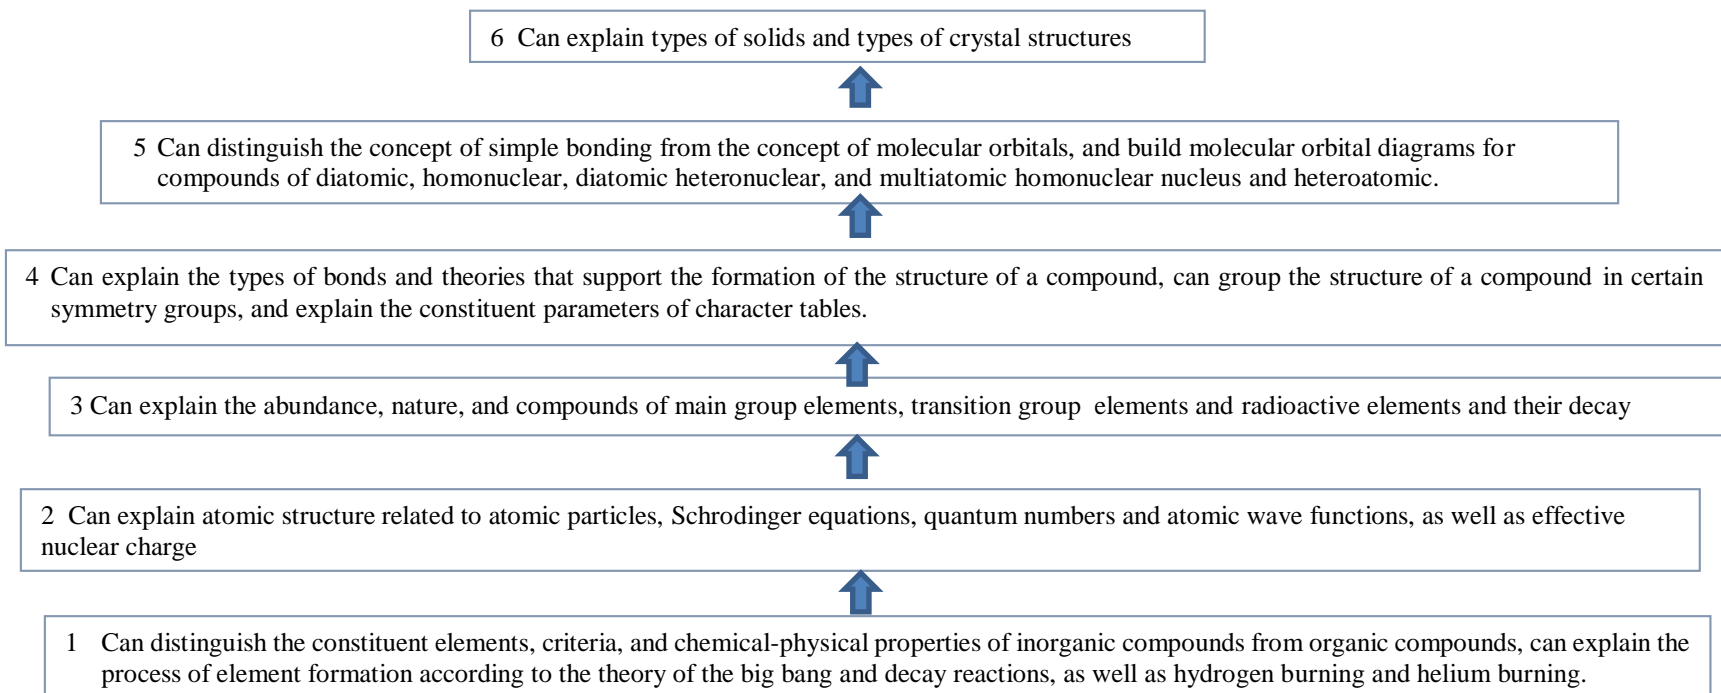 6 Can explain types of solids and types of crystal structures
5 Can distinguish the concept of simple bonding from the concept of molecular orbitals, and build molecular orbital diagrams for
compounds of diatomic, homonuclear, diatomic heteronuclear, and multiatomic homonuclear nucleus and heteroatomic.
4 Can explain the types of bonds and theories that support the formation of the structure of a compound, can group the structure of a compound in certain
symmetry groups, and explain the constituent parameters of character tables.
3 Can explain the abundance, nature, and compounds of main group elements, transition group elements and radioactive elements and their decay
2 Can explain atomic structure related to atomic particles, Schrodinger equations, quantum numbers and atomic wave functions, as well as effective
nuclear charge
1 Can distinguish the constituent elements, criteria, and chemical-physical properties of inorganic compounds from organic compounds, can explain the
process of element formation according to the theory of the big bang and decay reactions, as well as hydrogen burning and helium burning.